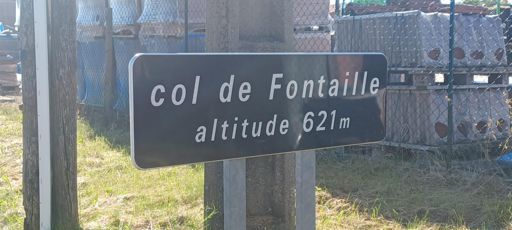 col de Fontaille
altitude 621m